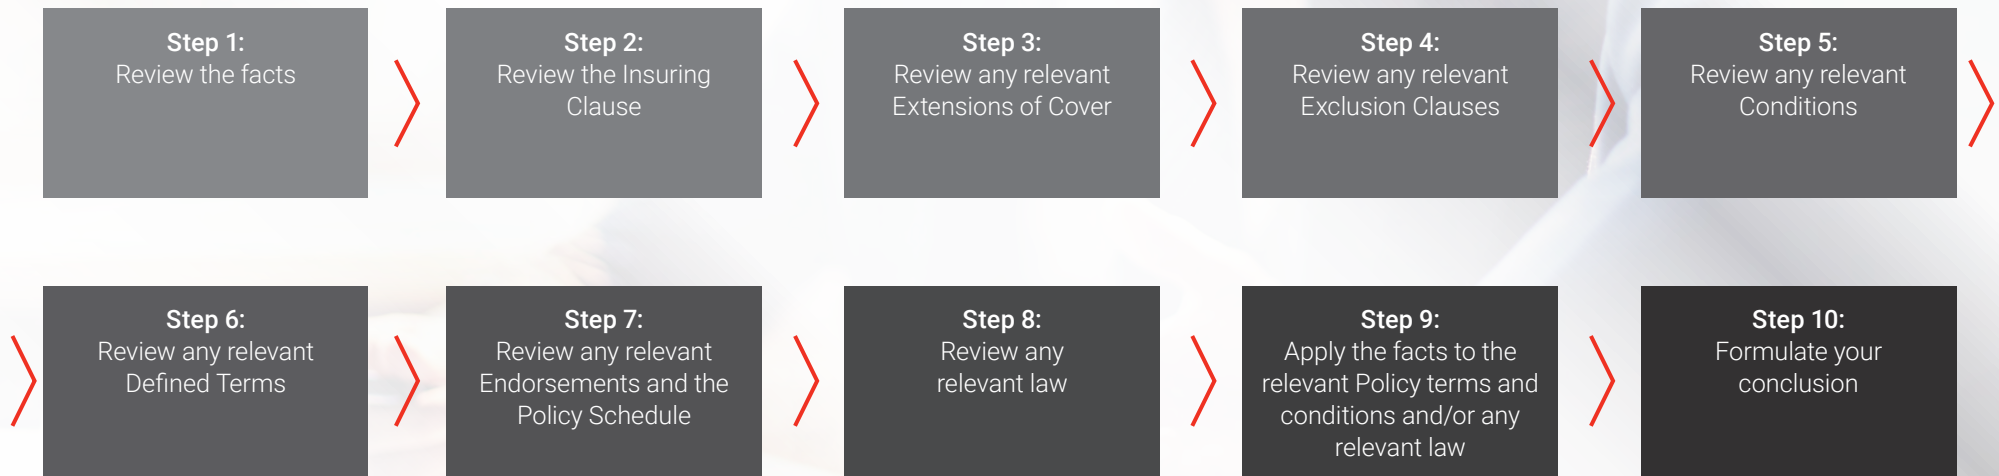 Step 1:
Review the facts
Step 2:
Review the Insuring
Clause
Step 3:
Review any relevant
Extensions of Cover
Step 4:
Review any relevant
Exclusion Clauses
Step 5:
Review any relevant
Conditions
Step 6:
Review any relevant
Defined Terms
Step 7:
Review any relevant
Endorsements and the
Policy Schedule
Step 8:
Review any
relevant law
Step 9:
Apply the facts to the
relevant Policy terms and
conditions and/or any
relevant law
Step 10:
Formulate your
conclusion